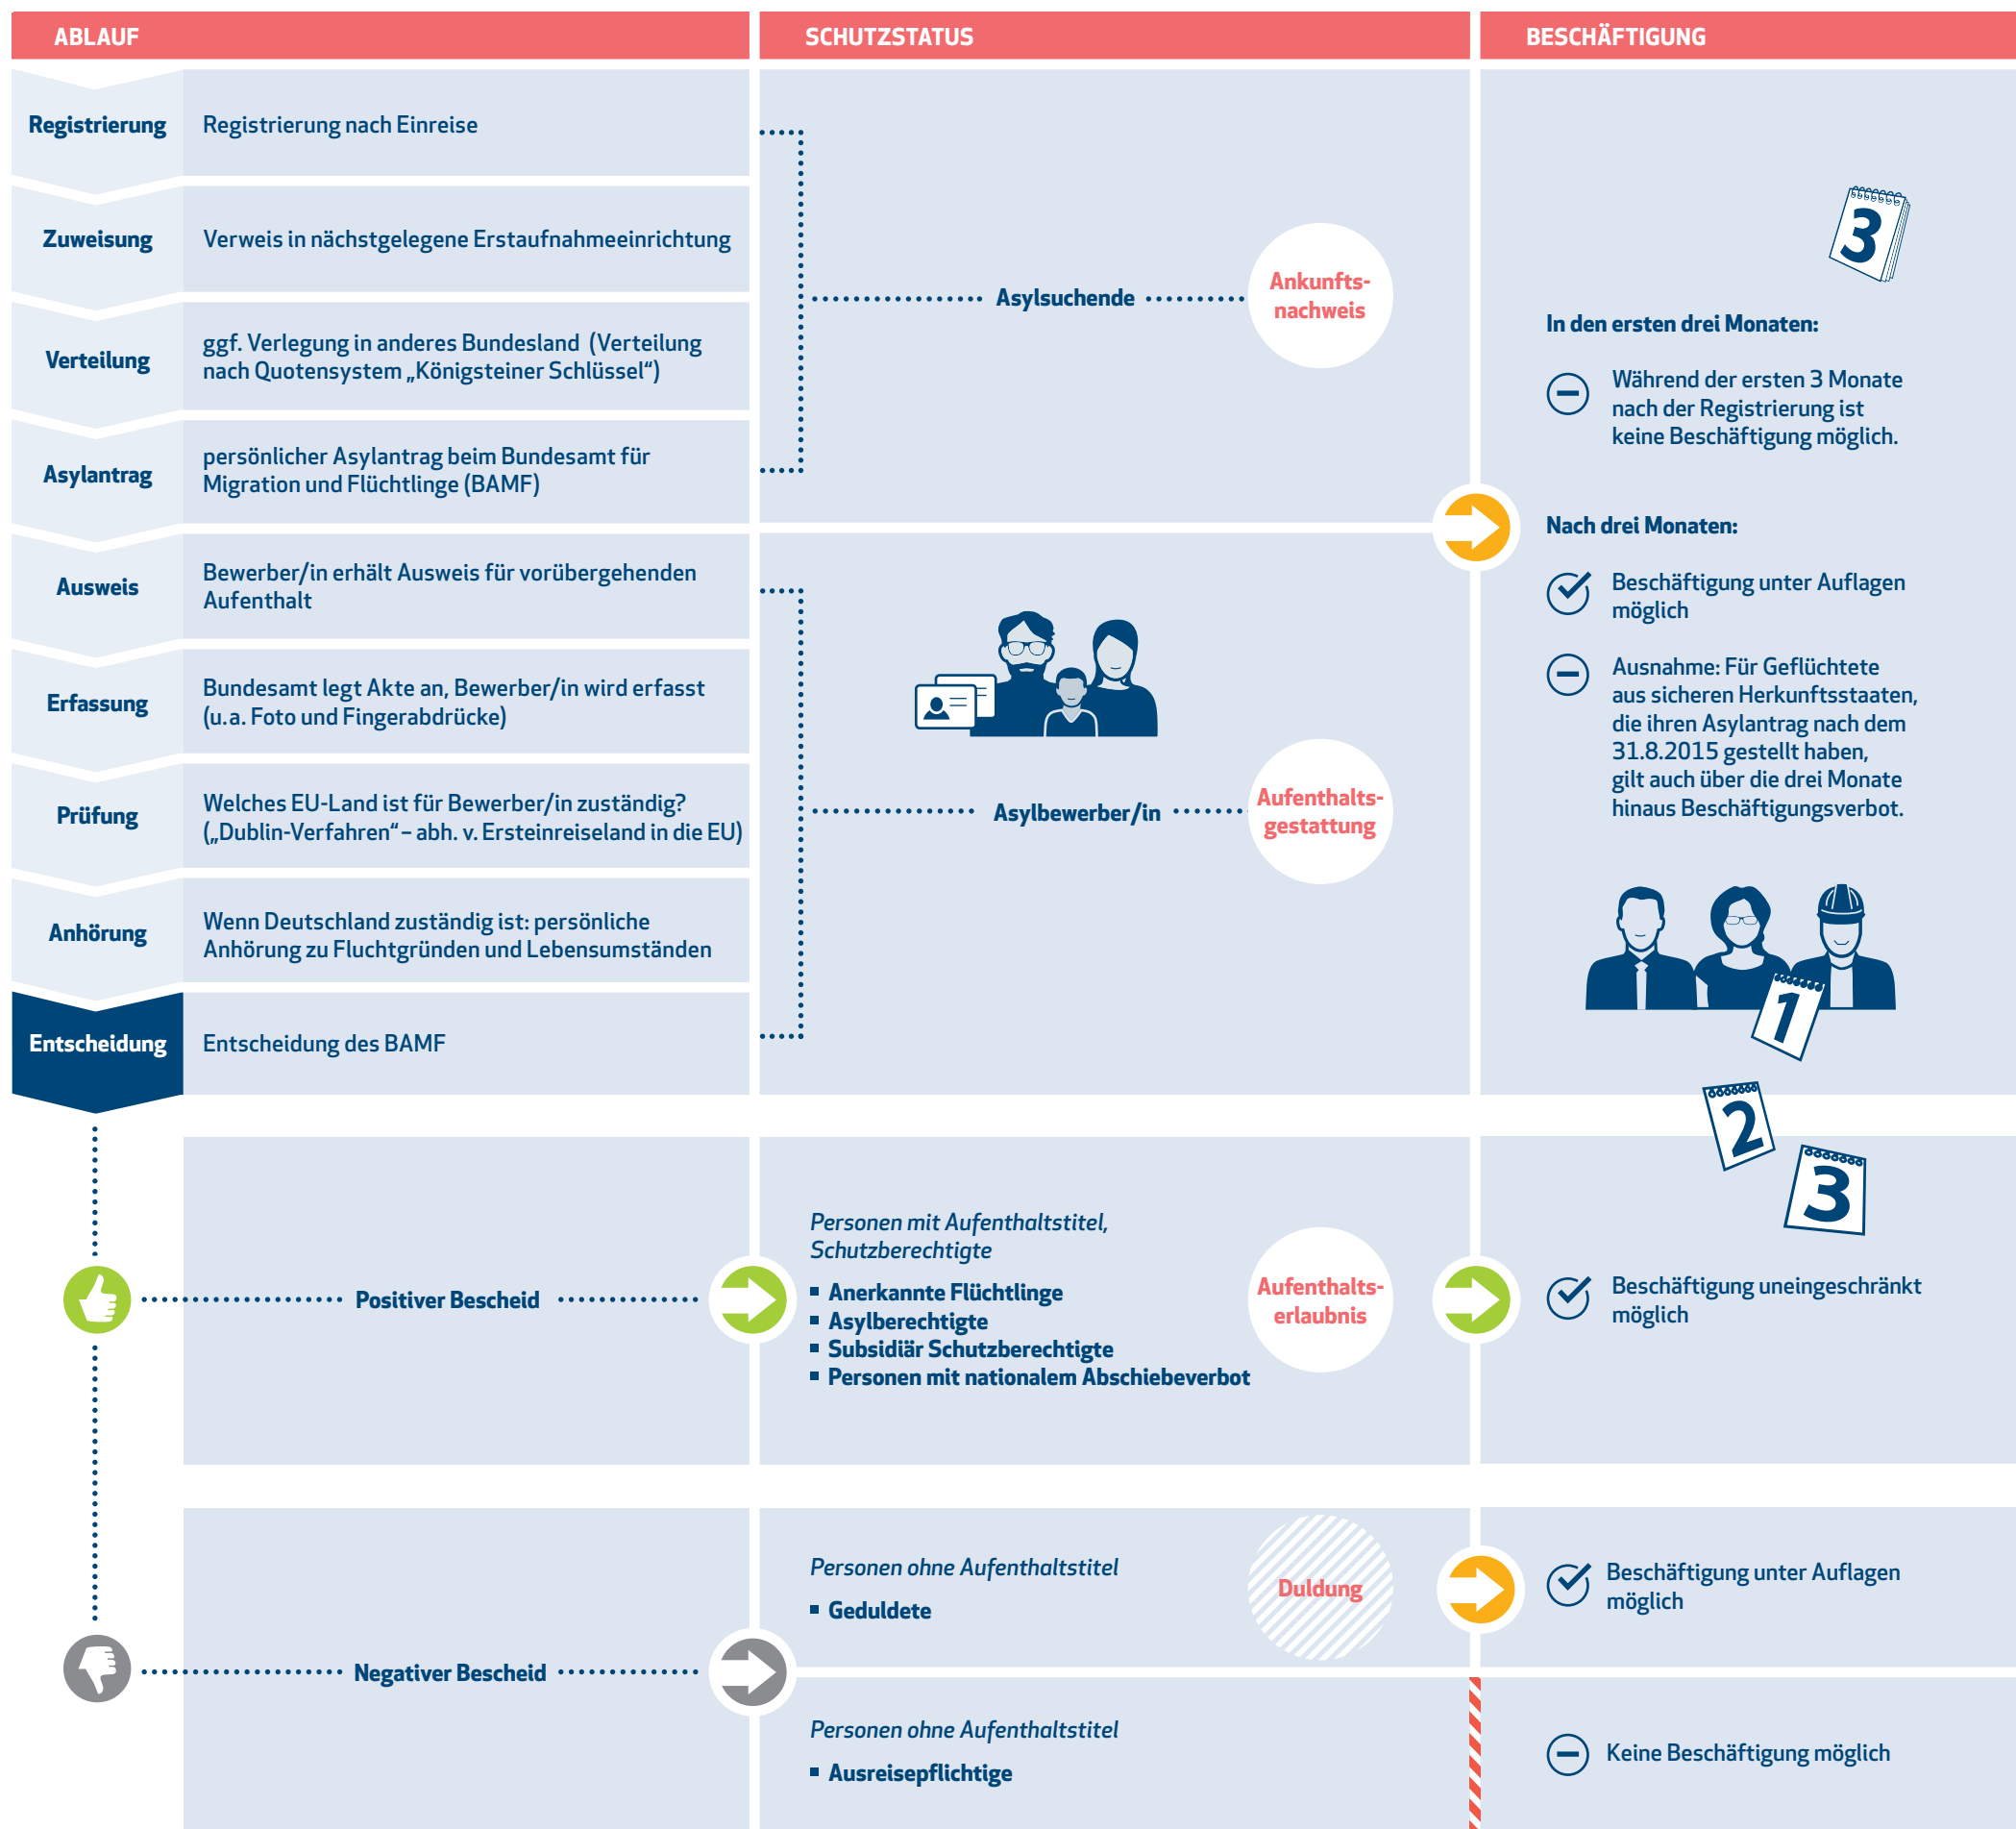 ABLAUF
SCHUTZSTATUS
BESCHÄFTIGUNG
Registrierung
Registrierung nach Einreise
Zuweisung
Verweis in nächstgelegene Erstaufnahmeeinrichtung
Verteilung
ggf. Verlegung in anderes Bundesland (Verteilung
nach Quotensystem „Königsteiner Schlüssel“)
Asylantrag
persönlicher Asylantrag beim Bundesamt für
Migration und Flüchtlinge (BAMF)
Ausweis
Bewerber/in erhält Ausweis für vorübergehenden
Aufenthalt
Erfassung
Bundesamt legt Akte an, Bewerber/in wird erfasst
(u.a. Foto und Fingerabdrücke)
Prüfung
Welches EU-Land ist für Bewerber/in zuständig?
(„Dublin-Verfahren“ – abh. v. Ersteinreiseland in die EU)
Anhörung
Wenn Deutschland zuständig ist: persönliche
Anhörung zu Fluchtgründen und Lebensumständen
Entscheidung
Entscheidung des BAMF
Asylsuchende
Ankunfts-
nachweis
Asylbewerber/in
Aufenthalts-
gestattung
3
In den ersten drei Monaten:
Während der ersten 3 Monate
nach der Registrierung ist
keine Beschäftigung möglich.
Nach drei Monaten:
Beschäftigung unter Auflagen
möglich
Ausnahme: Für Geflüchtete
aus sicheren Herkunftsstaaten,
die ihren Asylantrag nach dem
31.8.2015 gestellt haben,
gilt auch über die drei Monate
hinaus Beschäftigungsverbot.
1
2
3
Positiver Bescheid
Personen mit Aufenthaltstitel,
Schutzberechtigte
▪ Anerkannte Flüchtlinge
▪ Asylberechtigte
▪ Subsidiär Schutzberechtigte
▪ Personen mit nationalem Abschiebeverbot
Aufenthalts-
erlaubnis
Beschäftigung uneingeschränkt
möglich
Negativer Bescheid
Personen ohne Aufenthaltstitel
▪ Geduldete
Duldung
Beschäftigung unter Auflagen
möglich
Personen ohne Aufenthaltstitel
▪ Ausreisepflichtige
Keine Beschäftigung möglich